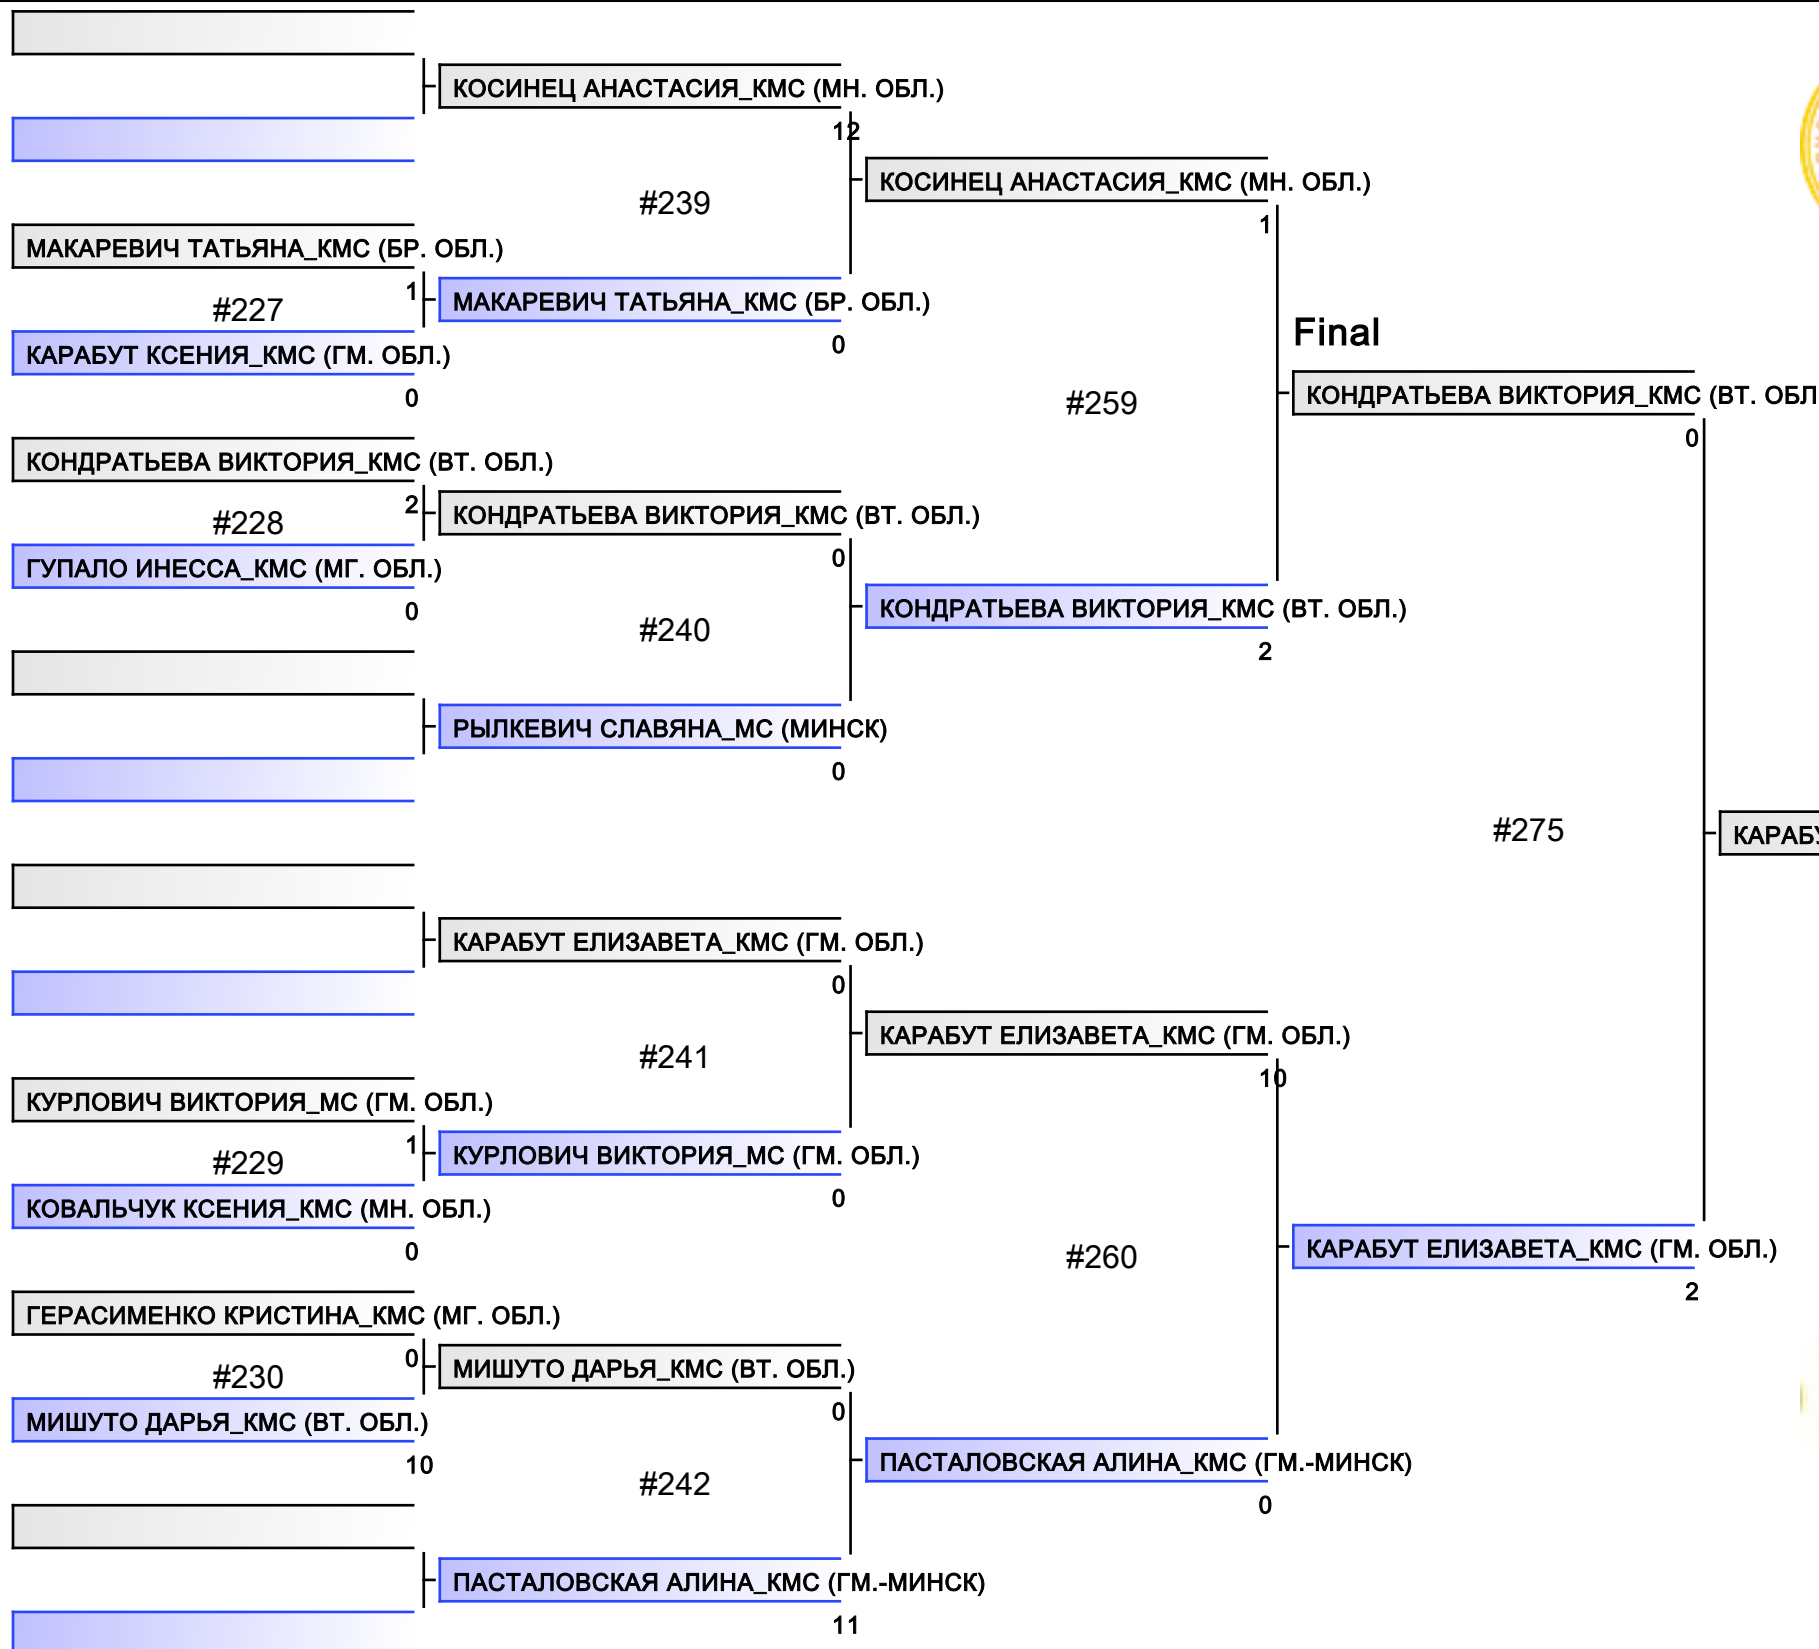 КОСИНЕЦ АНАСТАСИЯ_КМС (МН. ОБЛ.)
12
КОСИНЕЦ АНАСТАСИЯ_КМС (МН. ОБЛ.)
#239
1
МАКАРЕВИЧ ТАТЬЯНА_КМС (БР. ОБЛ.)
1
#227
МАКАРЕВИЧ ТАТЬЯНА_КМС (БР. ОБЛ.)
0
Final
КАРАБУТ КСЕНИЯ_КМС (ГМ. ОБЛ.)
0
#259
КОНДРАТЬЕВА ВИКТОРИЯ_КМС (ВТ. ОБЛ
0
КОНДРАТЬЕВА ВИКТОРИЯ_КМС (ВТ. ОБЛ.)
2
#228
КОНДРАТЬЕВА ВИКТОРИЯ_КМС (ВТ. ОБЛ.)
0
ГУПАЛО ИНЕССА_КМС (МГ. ОБЛ.)
0
#240
КОНДРАТЬЕВА ВИКТОРИЯ_КМС (ВТ. ОБЛ.)
2
РЫЛКЕВИЧ СЛАВЯНА_МС (МИНСК)
0
#275
КАРАБУ
КАРАБУТ ЕЛИЗАВЕТА_КМС (ГМ. ОБЛ.)
0
КАРАБУТ ЕЛИЗАВЕТА_КМС (ГМ. ОБЛ.)
10
#241
КУРЛОВИЧ ВИКТОРИЯ_МС (ГМ. ОБЛ.)
1
#229
КУРЛОВИЧ ВИКТОРИЯ_МС (ГМ. ОБЛ.)
0
КОВАЛЬЧУК КСЕНИЯ_КМС (МН. ОБЛ.)
0
#260
КАРАБУТ ЕЛИЗАВЕТА_КМС (ГМ. ОБЛ.)
2
ГЕРАСИМЕНКО КРИСТИНА_КМС (МГ. ОБЛ.)
0
#230
МИШУТО ДАРЬЯ_КМС (ВТ. ОБЛ.)
0
МИШУТО ДАРЬЯ_КМС (ВТ. ОБЛ.)
10
#242
ПАСТАЛОВСКАЯ АЛИНА_КМС (ГМ.-МИНСК)
0
ПАСТАЛОВСКАЯ АЛИНА_КМС (ГМ.-МИНСК)
11